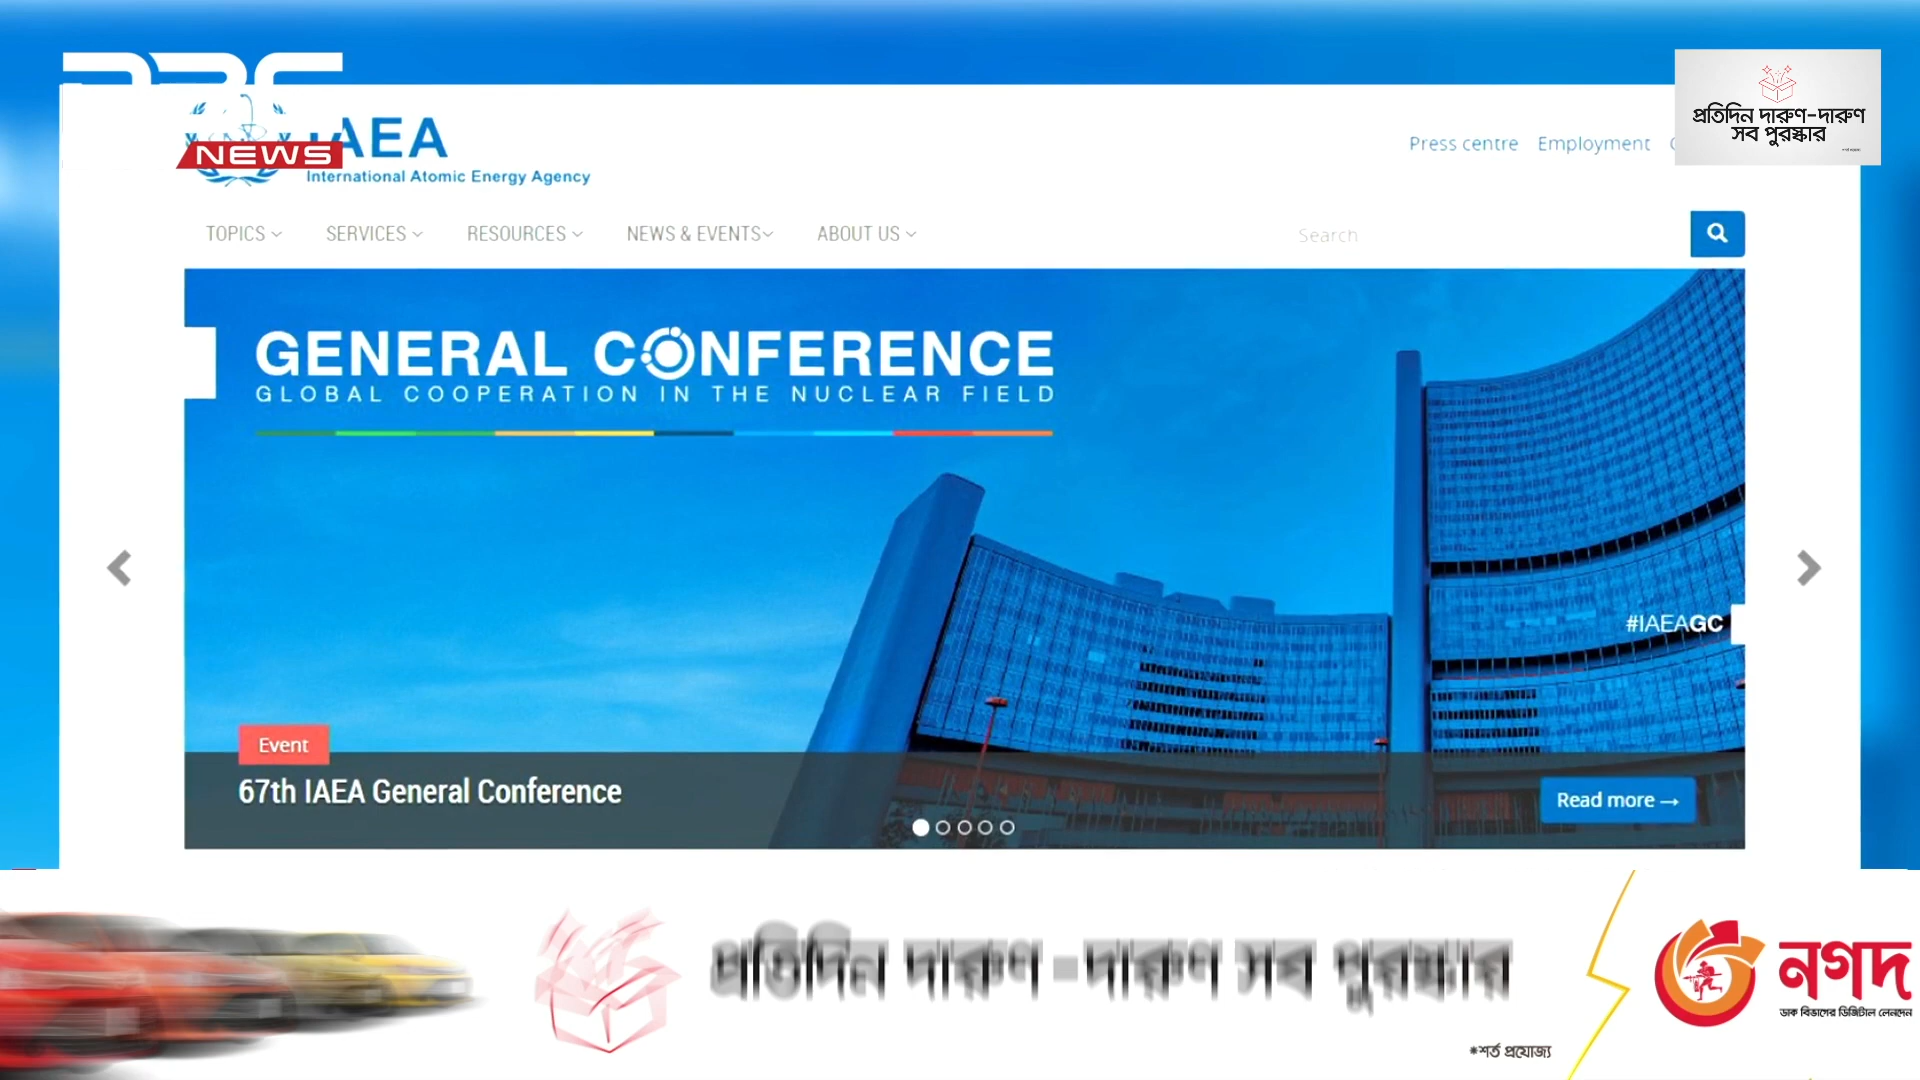 NEWS
IAEA
International Atomic Energy Agency
Press centre Employment
প্রতিদিন দারুণ-দারুণ
সব পুরস্কার
TOPICS SERVICES RESOURCES NEWS & EVENTS ABOUT US
Search
GENERAL CONFERENCE
GLOBAL COOPERATION IN THE NUCLEAR FIELD
#IAEAGC
Event
67th IAEA General Conference
Read more →
প্রতিদিন দারুণ-দারুণ সব পুরস্কার
*শর্ত প্রযোজ্য
নগদ
ডাক বিভাগের ডিজিটাল লেনদেন